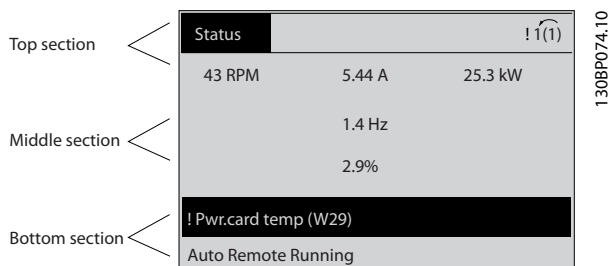 Top section
Status
! 1(1)
43 RPM 5.44 A 25.3 kW
Middle section
1.4 Hz
2.9%
! Pwr.card temp (W29)
Bottom section
Auto Remote Running
130BP074.10